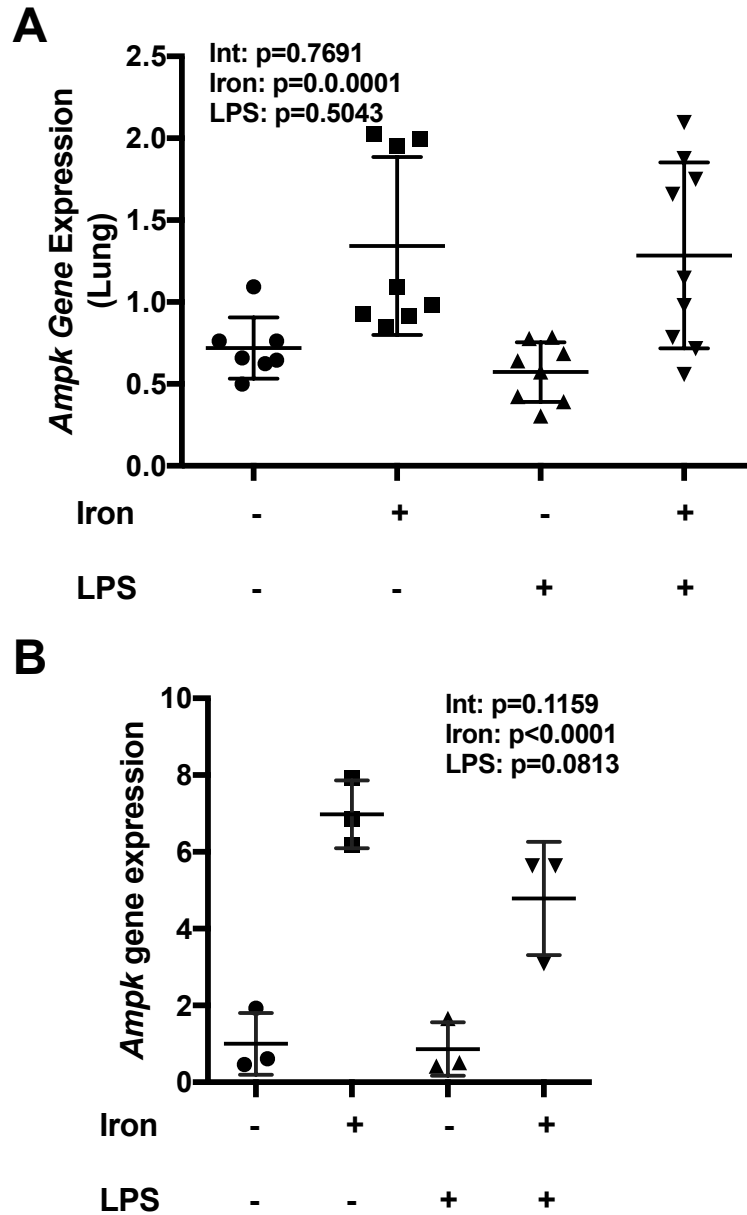 A
Int: p=0.7691
Iron: p=0.0.0001
LPS: p=0.5043
Ampk Gene Expression
(Lung)
2.5
2.0
1.5
1.0
0.5
0.0
Iron - + - +
LPS - - + +
B
Int: p=0.1159
Iron: p<0.0001
LPS: p=0.0813
Ampk gene expression
10
8
6
4
2
0
Iron - + - +
LPS - - + +